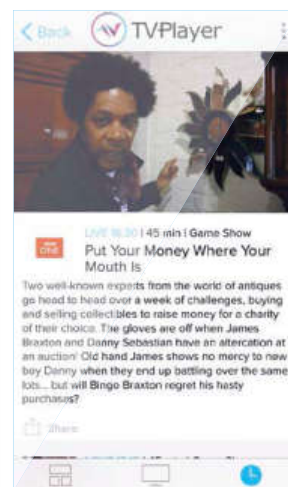 Back TVPlayer
LIVE 16.30 | 45 min | Game Show
BBC
ONE
Put Your Money Where Your
Mouth Is
Two well-known experts from the world of antiques
go head to head over a week of challenges, buying
and selling collectibles to raise money for a charity
of their choice. The gloves are off when James
Braxton and Danny Sebastian have an altercation at
an auction! Old hand James shows no mercy to new
boy Danny when they end up battling over the same
lots... but will Bingo Braxton regret his hasty
purchases?
Share